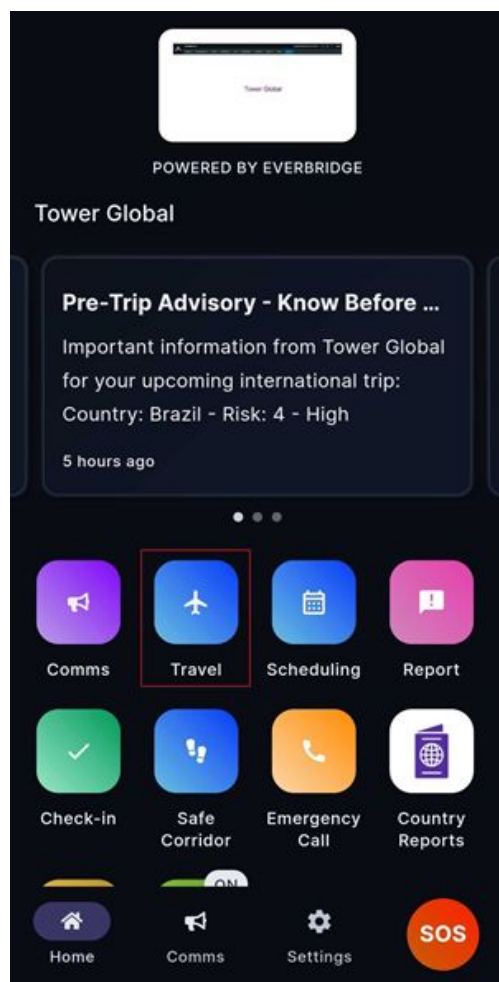 Tower Global
POWERED BY EVERBRIDGE
Tower Global
Pre-Trip Advisory - Know Before ...
Important information from Tower Global
for your upcoming international trip:
Country: Brazil - Risk: 4 - High
5 hours ago
Comms
Travel
Scheduling
Report
Check-in
Safe
Corridor
Emergency
Call
Country
Reports
ON
Home
Comms
Settings
SOS